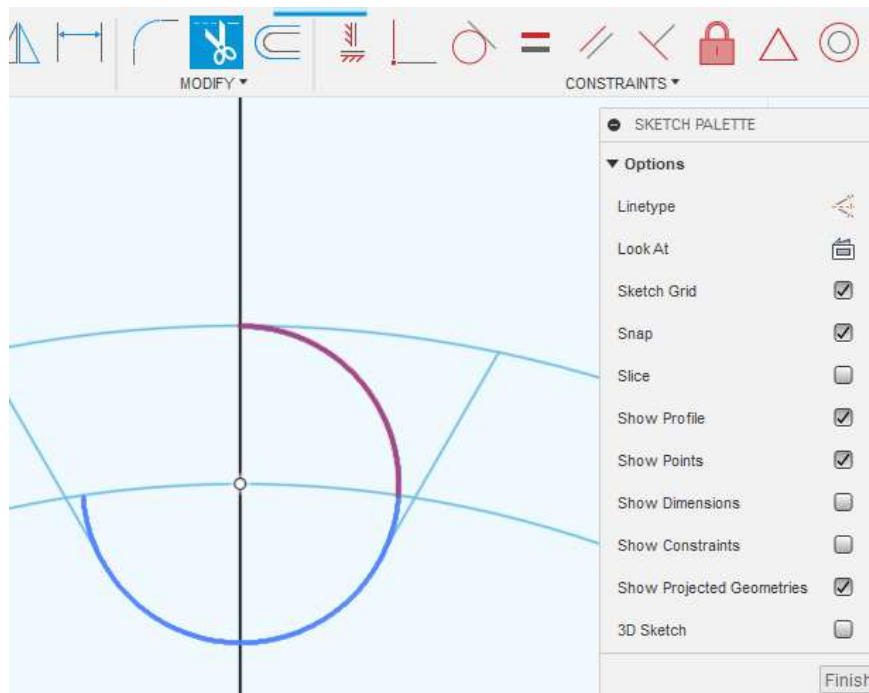 MODIFY ▾
CONSTRAINTS ▾
SKETCH PALETTE
▼ Options
Linetype
Look At
Sketch Grid
Snap
Slice
Show Profile
Show Points
Show Dimensions
Show Constraints
Show Projected Geometries
3D Sketch
Finish